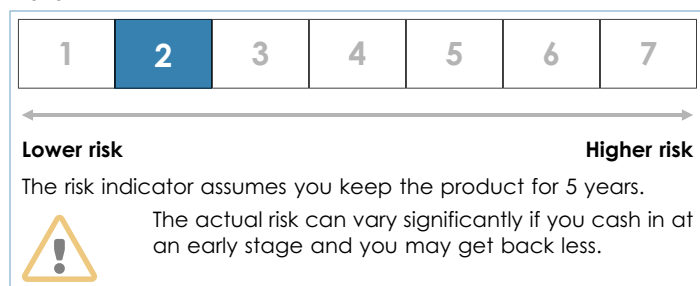 1 2 3 4 5 6 7
Lower risk Higher risk
The risk indicator assumes you keep the product for 5 years.
The actual risk can vary significantly if you cash in at
an early stage and you may get back less.